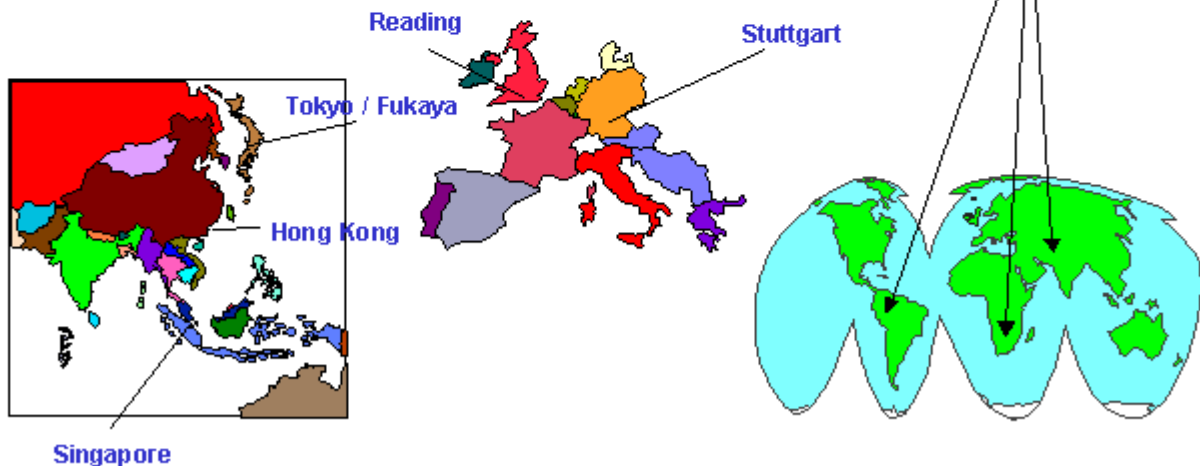 Reading
Stuttgart
Tokyo / Fukaya
Hong Kong
Singapore